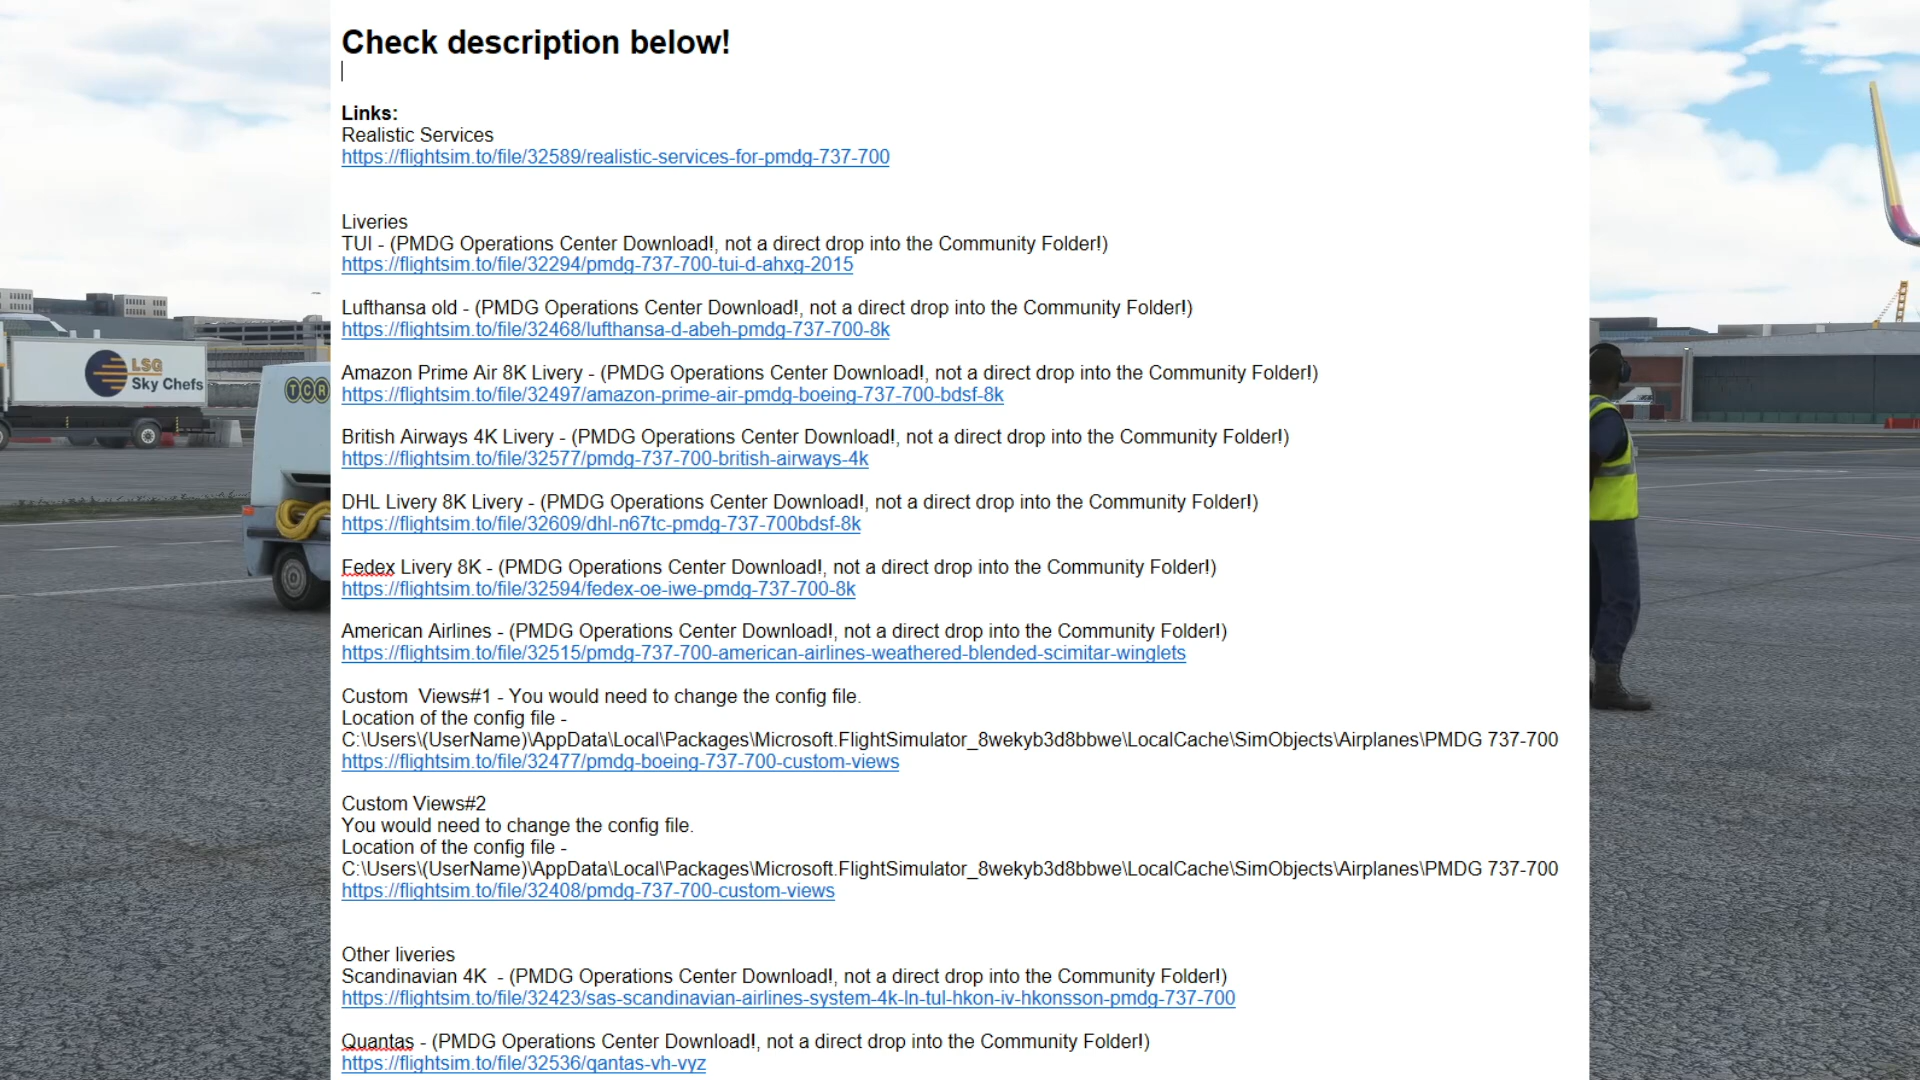 Check description below!
Links:
Realistic Services
https://flightsim.to/file/32589/realistic-services-for-pmdg-737-700
Liveries
TUI - (PMDG Operations Center Download!, not a direct drop into the Community Folder!)
https://flightsim.to/file/32294/pmdg-737-700-tui-d-ahxg-2015
Lufthansa old - (PMDG Operations Center Download!, not a direct drop into the Community Folder!)
https://flightsim.to/file/32468/lufthansa-d-abeh-pmdg-737-700-8k
Amazon Prime Air 8K Livery - (PMDG Operations Center Download!, not a direct drop into the Community Folder!)
https://flightsim.to/file/32497/amazon-prime-air-pmdg-boeing-737-700-bdsf-8k
British Airways 4K Livery - (PMDG Operations Center Download!, not a direct drop into the Community Folder!)
https://flightsim.to/file/32577/pmdg-737-700-british-airways-4k
DHL Livery 8K Livery - (PMDG Operations Center Download!, not a direct drop into the Community Folder!)
https://flightsim.to/file/32609/dhl-n67tc-pmdg-737-700bdsf-8k
Fedex Livery 8K - (PMDG Operations Center Download!, not a direct drop into the Community Folder!)
https://flightsim.to/file/32594/fedex-oe-iwe-pmdg-737-700-8k
American Airlines - (PMDG Operations Center Download!, not a direct drop into the Community Folder!)
https://flightsim.to/file/32515/pmdg-737-700-american-airlines-weathered-blended-scimitar-winglets
Custom  Views#1 - You would need to change the config file.
Location of the config file -
C:\Users\(UserName)\AppData\Local\Packages\Microsoft.FlightSimulator_8wekyb3d8bbwe\LocalCache\SimObjects\Airplanes\PMDG 737-700
https://flightsim.to/file/32477/pmdg-boeing-737-700-custom-views
Custom Views#2
You would need to change the config file.
Location of the config file -
C:\Users\(UserName)\AppData\Local\Packages\Microsoft.FlightSimulator_8wekyb3d8bbwe\LocalCache\SimObjects\Airplanes\PMDG 737-700
https://flightsim.to/file/32408/pmdg-737-700-custom-views
Other liveries
Scandinavian 4K  - (PMDG Operations Center Download!, not a direct drop into the Community Folder!)
https://flightsim.to/file/32423/sas-scandinavian-airlines-system-4k-ln-tul-hkon-iv-hkonsson-pmdg-737-700
Quantas - (PMDG Operations Center Download!, not a direct drop into the Community Folder!)
https://flightsim.to/file/32536/qantas-vh-vyz
LSG
Sky Chefs
TCR